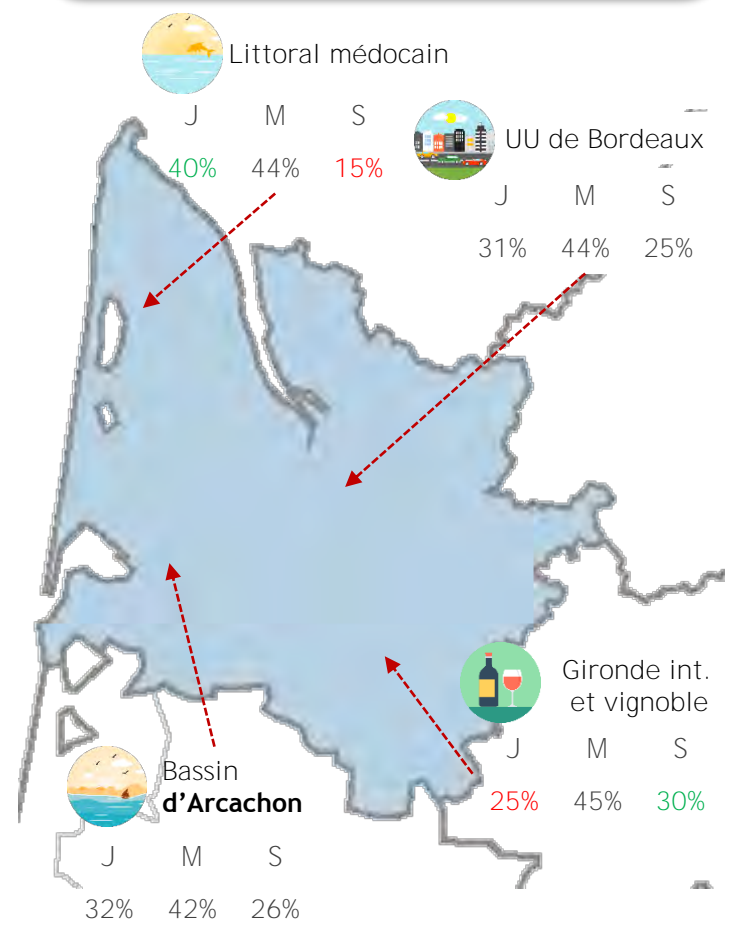 Littoral médocain
J M S
40% 44% 15%
UU de Bordeaux
J M S
31% 44% 25%
Gironde int.
et vignoble
J M S
25% 45% 30%
Bassin
d’Arcachon
J M S
32% 42% 26%